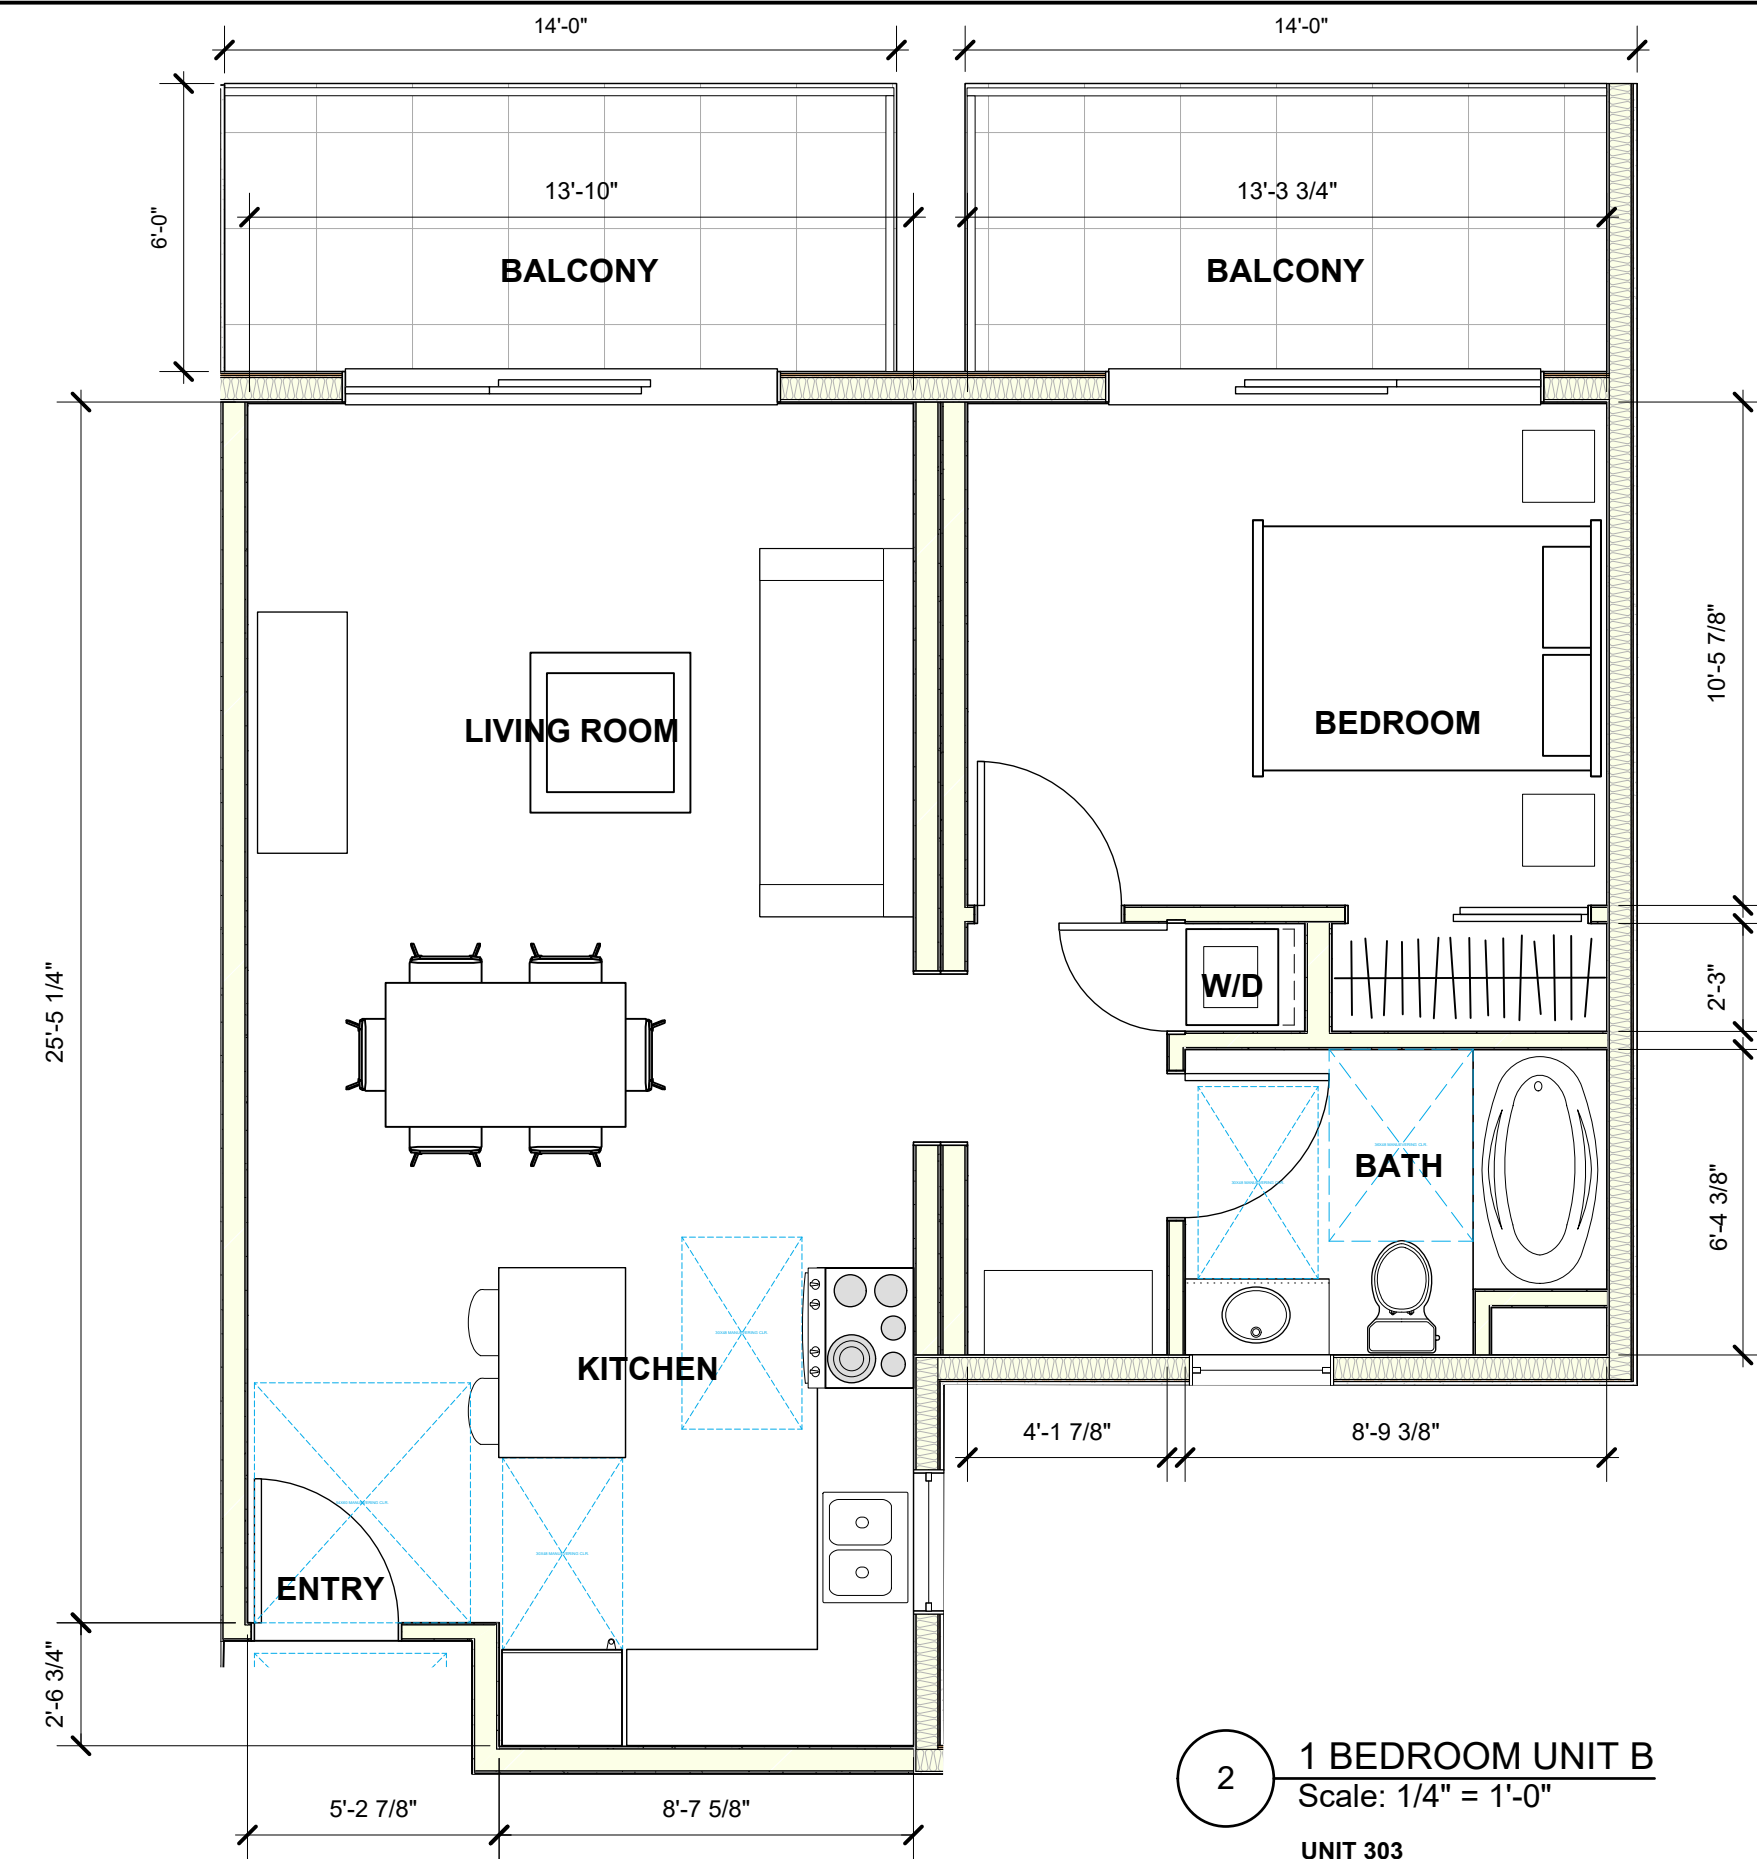 14'-0"
14'-0"
6'-0"
13'-10"
13'-3 3/4"
BALCONY
BALCONY
LIVING ROOM
BEDROOM
10'-5 7/8"
25'-5 1/4"
W/D
2'-3"
BATH
6'-4 3/8"
KITCHEN
4'-1 7/8"
8'-9 3/8"
ENTRY
2'-6 3/4"
5'-2 7/8"
8'-7 5/8"
2
1 BEDROOM UNIT B
Scale: 1/4" = 1'-0"
UNIT 303